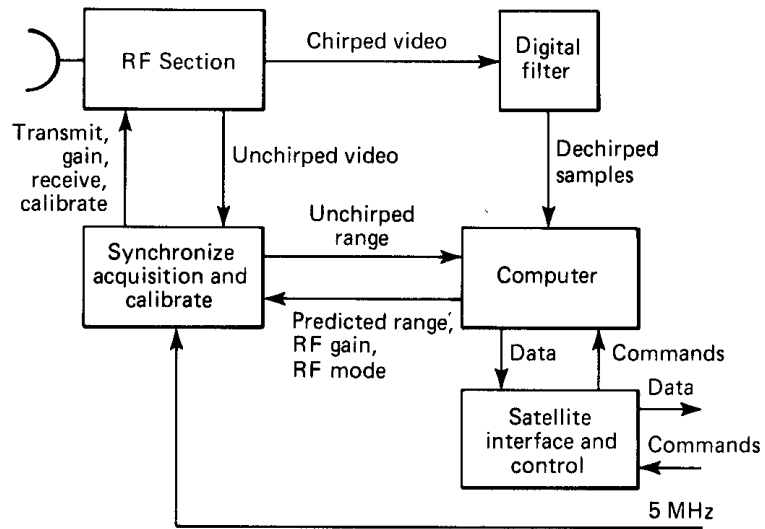 RF Section
Chirped video
Digital
filter
Transmit,
gain,
receive,
calibrate
Unchirped video
Dechirped
samples
Unchirped
range
Synchronize
acquisition and
calibrate
Computer
Predicted range,
RF gain,
RF mode
Data
Commands
Satellite
interface and
control
Data
Commands
5 MHz